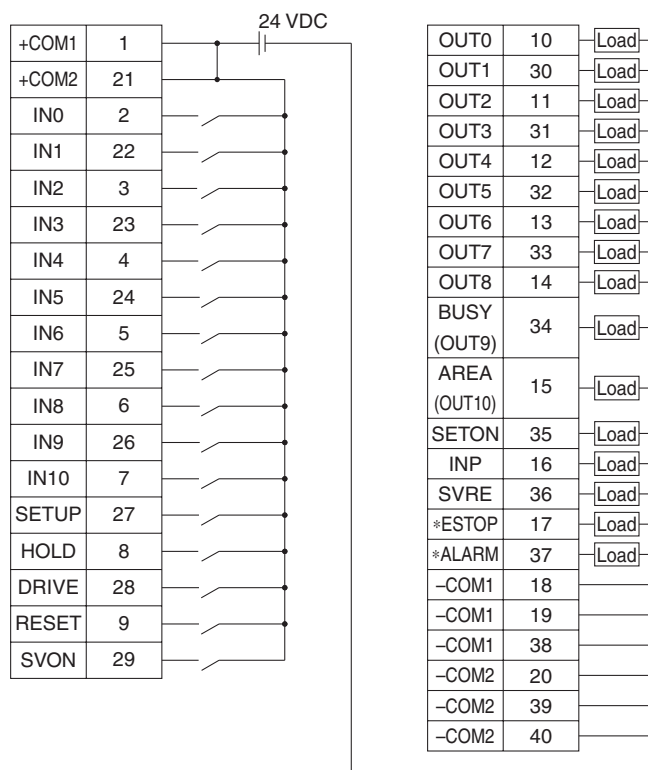 24 VDC
+COM1 1
+COM2 21
IN0 2
IN1 22
IN2 3
IN3 23
IN4 4
IN5 24
IN6 5
IN7 25
IN8 6
IN9 26
IN10 7
SETUP 27
HOLD 8
DRIVE 28
RESET 9
SVON 29
OUT0 10 Load
OUT1 30 Load
OUT2 11 Load
OUT3 31 Load
OUT4 12 Load
OUT5 32 Load
OUT6 13 Load
OUT7 33 Load
OUT8 14 Load
BUSY
(OUT9) 34 Load
AREA
(OUT10) 15 Load
SETON 35 Load
INP 16 Load
SVRE 36 Load
*ESTOP 17 Load
*ALARM 37 Load
–COM1 18
–COM1 19
–COM1 38
–COM2 20
–COM2 39
–COM2 40